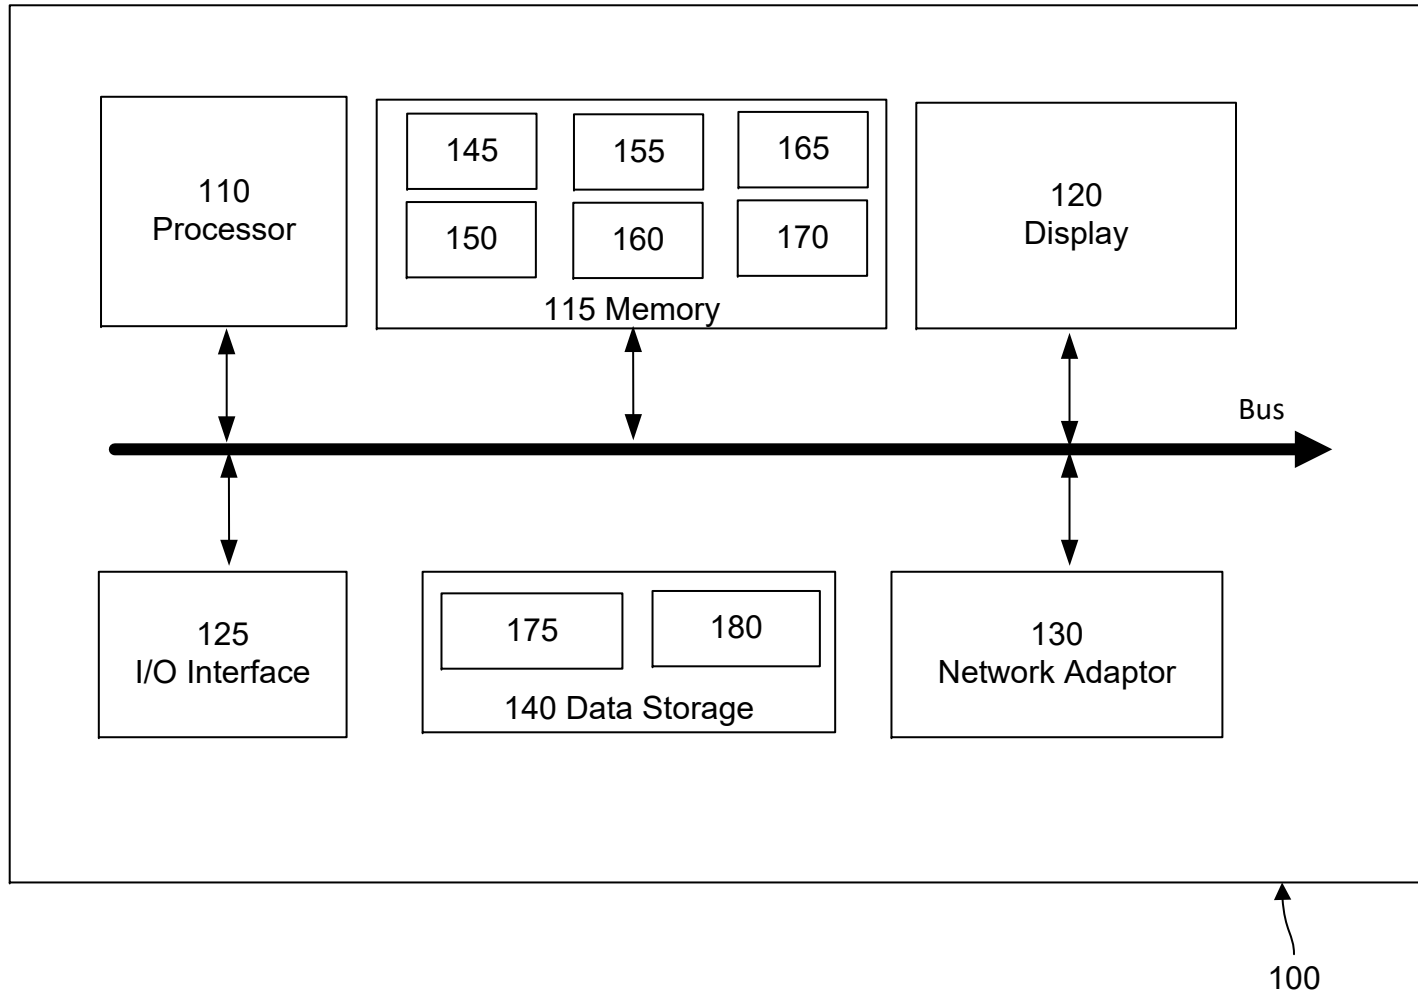 110
Processor
145
155
165
150
160
170
115 Memory
120
Display
Bus
125
I/O Interface
175
180
140 Data Storage
130
Network Adaptor
100